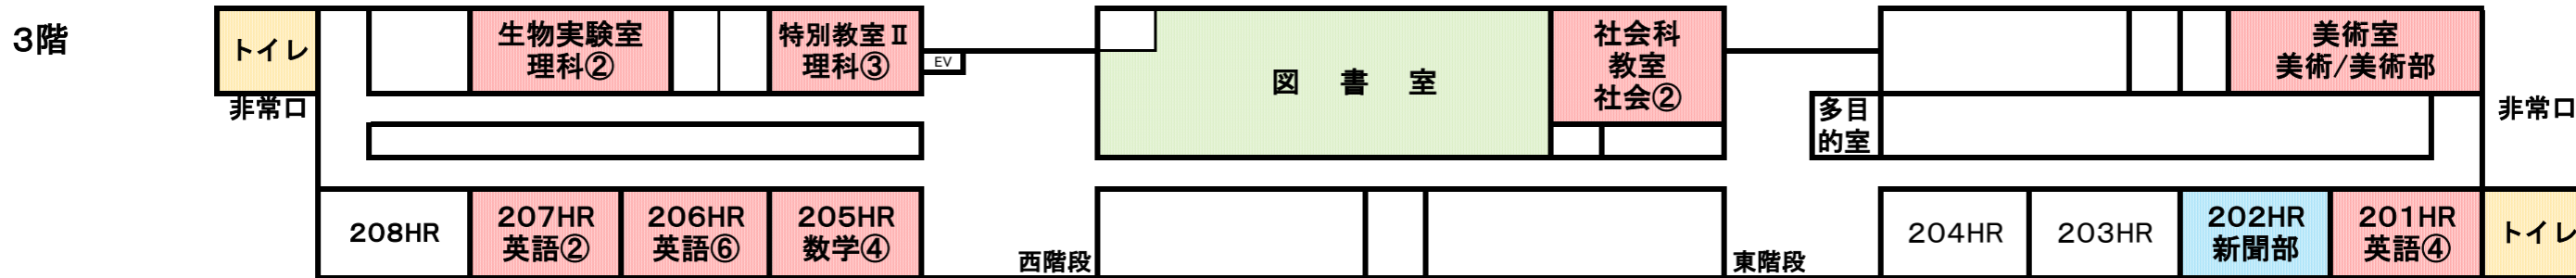 3階
トイレ
生物実験室
理科②
特別教室Ⅱ
理科③
EV
図書室
社会科
教室
社会②
美術室
美術/美術部
非常口
多目
的室
非常口
208HR
207HR
英語②
206HR
英語⑥
205HR
数学④
西階段
東階段
204HR
203HR
202HR
新聞部
201HR
英語④
トイレ